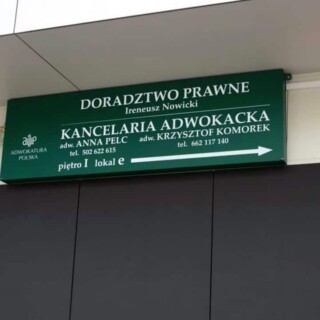 DORADZTWO PRAWNE
Ireneusz Nowicki
KANCELARIA ADWOKACKA
adw. ANNA PELC adw. KRZYSZTOF KOMOREK
tel. 502 622 615 tel. 662 117 140
piętro I lokal e
ADWOKATURA
POLSKA